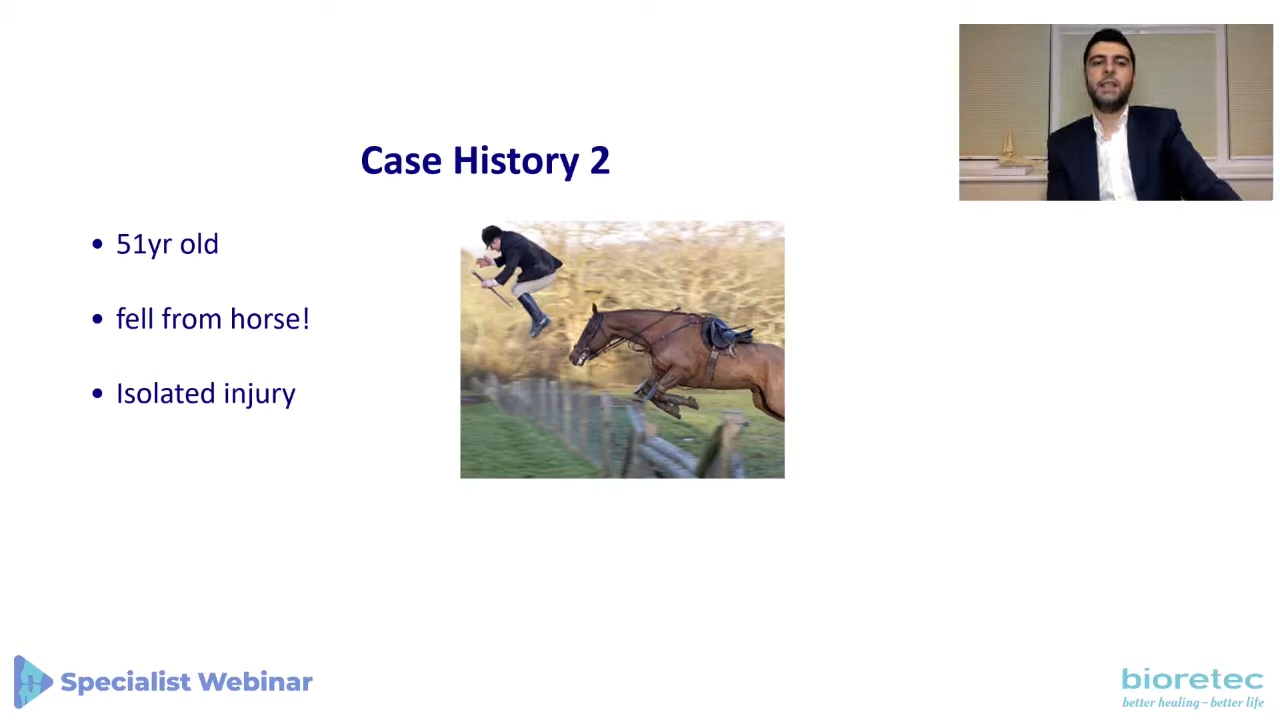 Case History 2
• 51yr old
• fell from horse!
• Isolated injury
Specialist Webinar
bioretec
better healing – better life